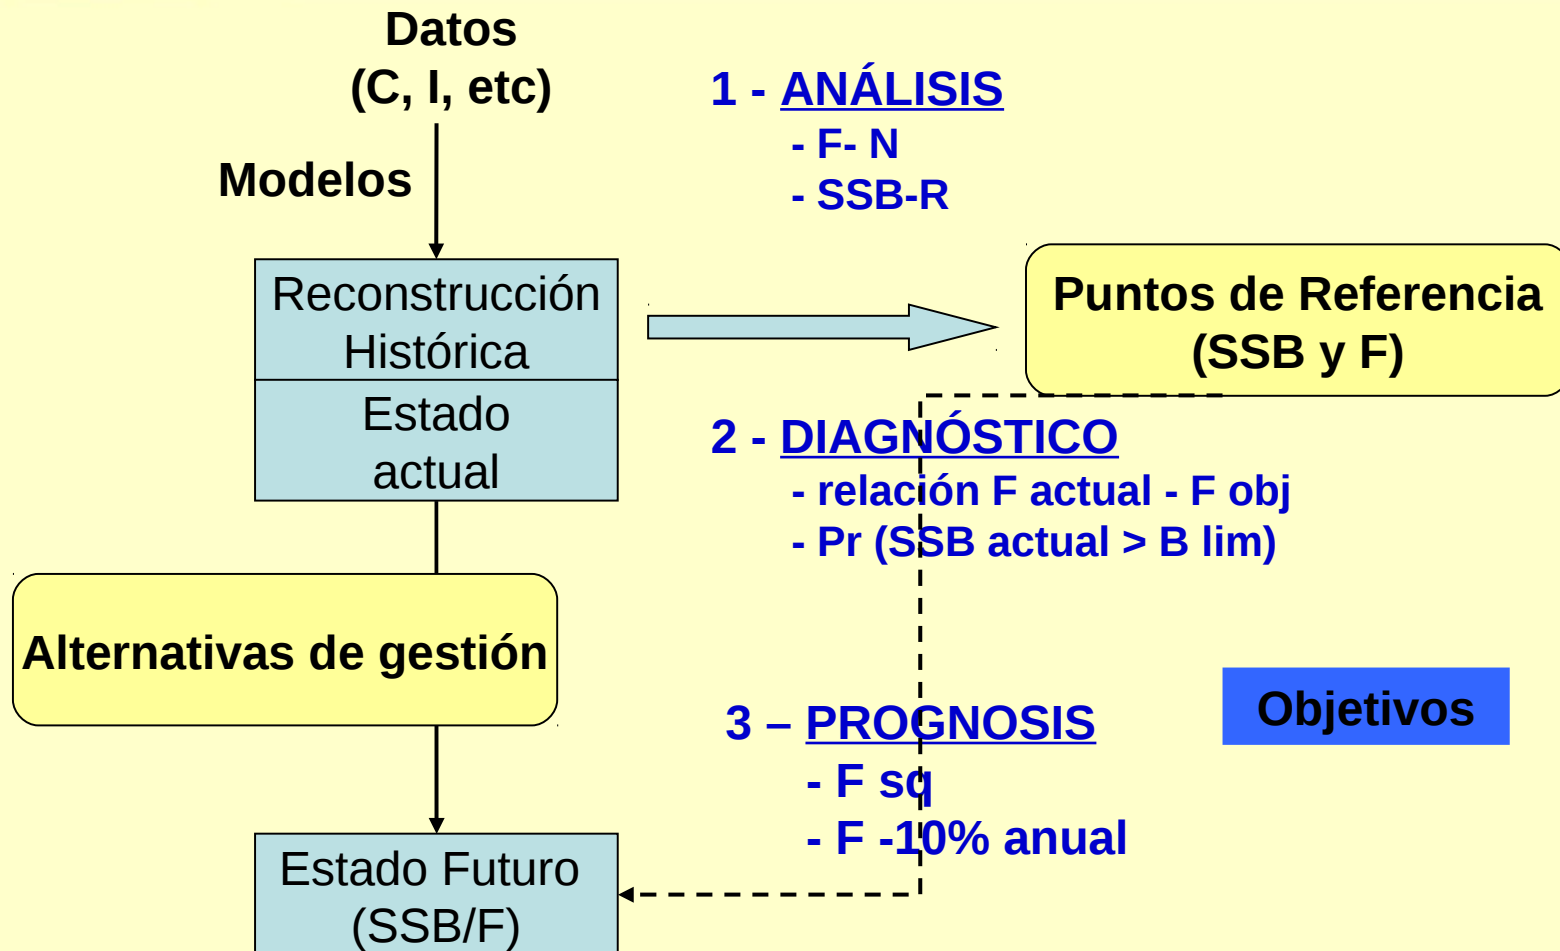 Datos
(C, I, etc)
Modelos
1 - ANÁLISIS
- F- N
- SSB-R
Reconstrucción
Histórica
Estado
actual
Puntos de Referencia
(SSB y F)
2 - DIAGNÓSTICO
- relación F actual - F obj
- Pr (SSB actual > B lim)
Alternativas de gestión
Objetivos
3 – PROGNOSIS
- F sq
- F -10% anual
Estado Futuro
(SSB/F)